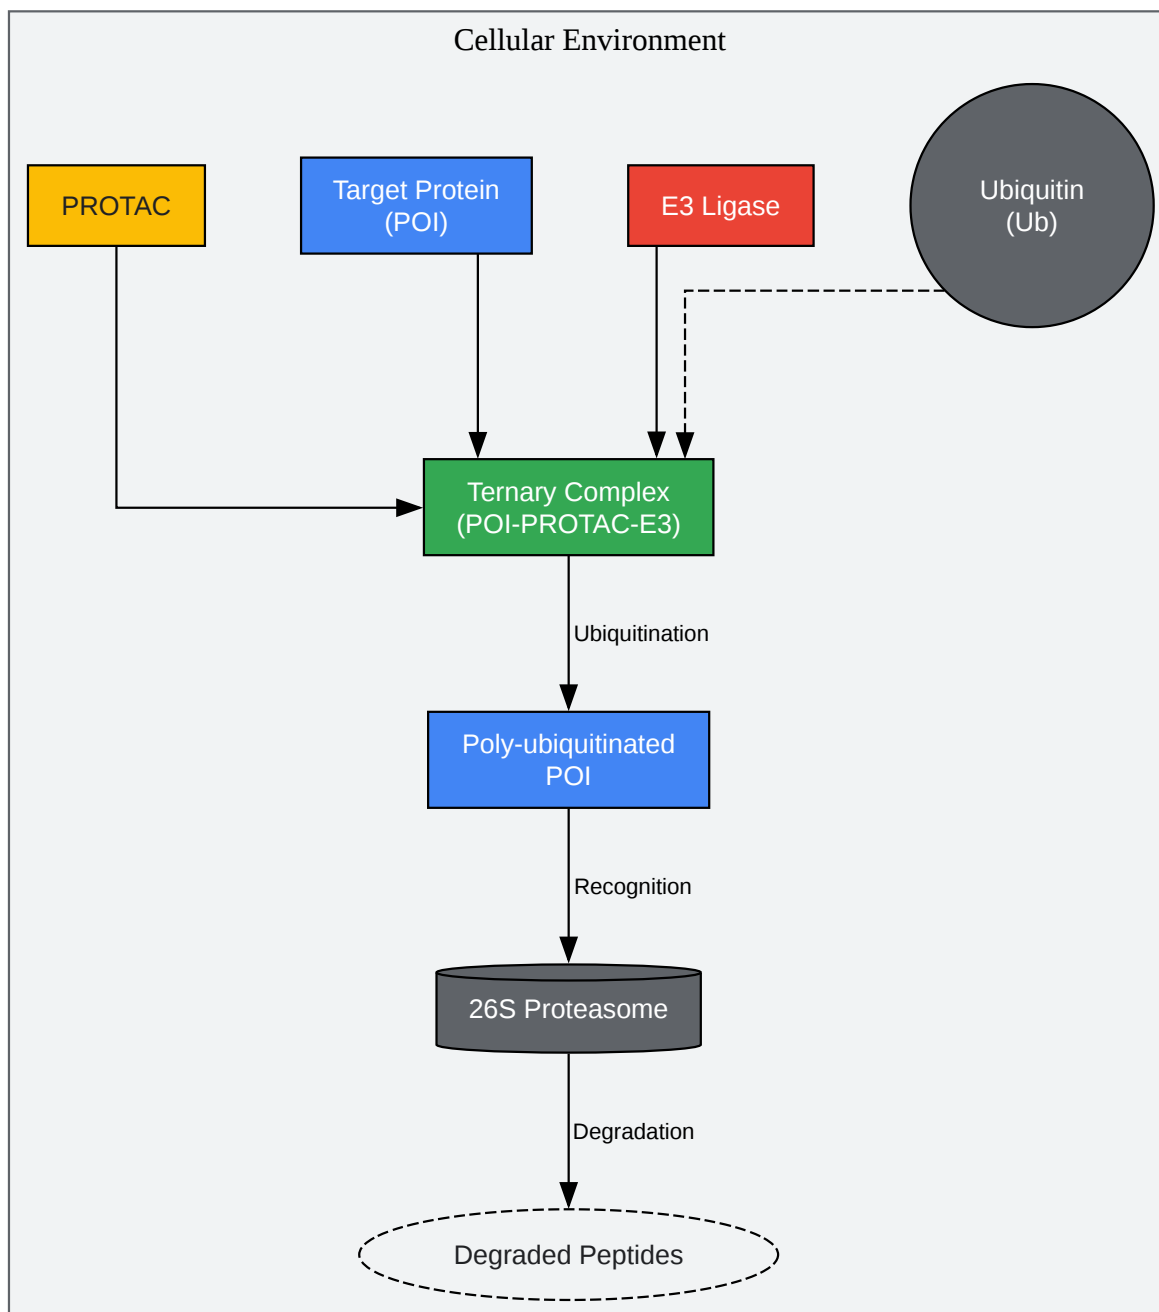 Cellular Environment
PROTAC
Target Protein
(POI)
E3 Ligase
Ubiquitin
(Ub)
Ternary Complex
(POI-PROTAC-E3)
Ubiquitination
Poly-ubiquitinated
POI
Recognition
26S Proteasome
Degradation
Degraded Peptides